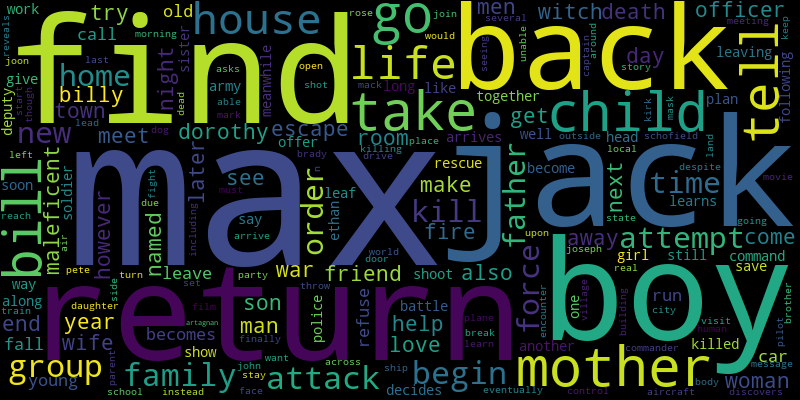 work
try
old
house
go
men
witch
death
officer
rose
join
several
would
seeing
unable
captain
around
meeting
keep
reveals
morning
call
sister
find
back
life
tell
day
leaving
following
joon
last
home
night
meanwhile
asks
army
open
shot
mack
long
like
story
give
billy
able
dead
mark
take
together
child
kirk
mask
plan
deputy
start
though
town
new
lead
meet
dog
dorothy
escape
room
place
get
well
outside
head
schofield
land
bill
left
soon
maleficent
soldier
later
offer
arrives
killing
brady
drive
rescue
become
next
local
despite
movie
max
jack
see
n
leaf
make
father
time
learns
reach
air
however
named
fight
due
including
say
must
arrive
order
ethan
kill
fire
upon
away
state
attempt
going
come
pete
turn
leave
party
war
world
door
friend
shoot
also
force
joseph
girl
real
still
command
save
way
daughter
side
set
film
throw
return
boy
along
train
artagnan
son
police
refuse
battle
plane
encounter
one
village
building
run
city
visit
human
pilot
brother
end
year
becomes
man
finally
help
break
learn
another
commander
killed
message
fall
wife
show
want
across
love
ship
group
parent
family
john
stay
attack
decides
begin
mother
aircraft
body
car
young
school
instead
face
eventually
control
woman
discovers